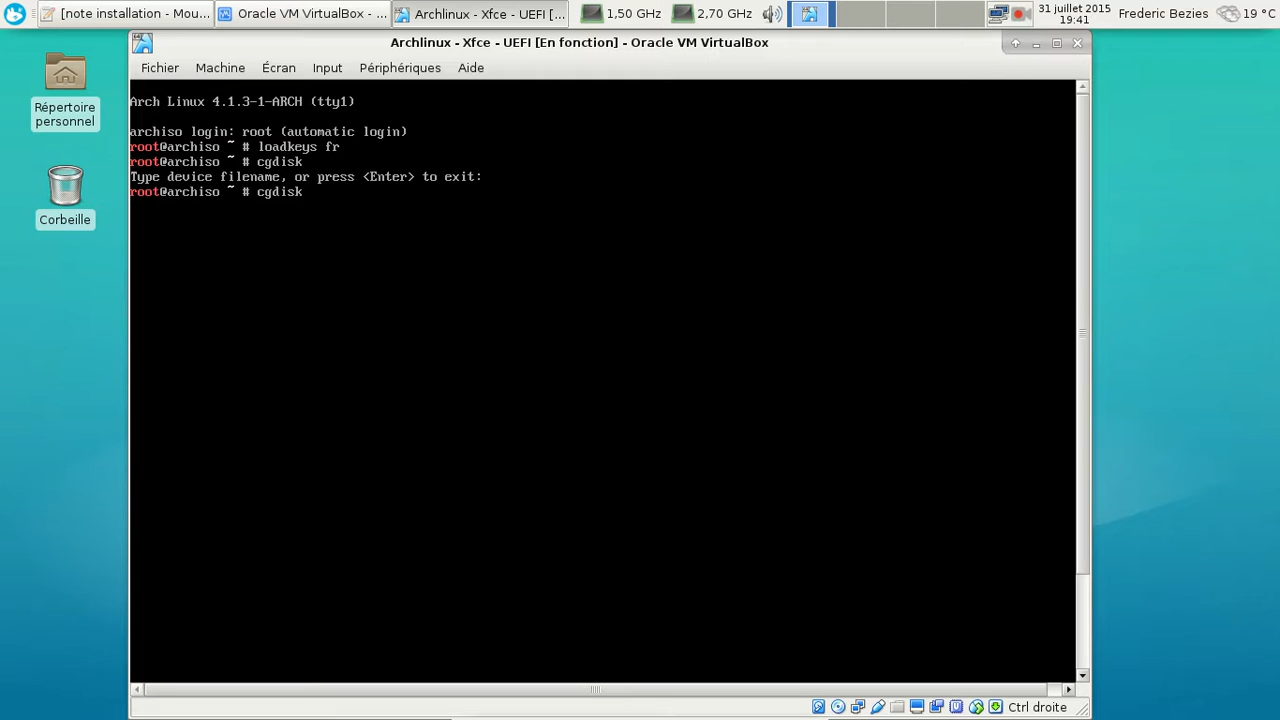 [note installation - Mou...
Oracle VM VirtualBox - ...
Archlinux - Xfce - UEFI [...
1,50 GHz
2,70 GHz
31 juillet 2015
19:41
Frederic Bezies
19 °C
Archlinux - Xfce - UEFI [En fonction] - Oracle VM VirtualBox
Fichier Machine Écran Input Périphériques Aide
Répertoire
personnel
Corbeille
Arch Linux 4.1.3-1-ARCH (tty1)
archiso login: root (automatic login)
root@archiso ~ # loadkeys fr
root@archiso ~ # cgdisk
Type device filename, or press <Enter> to exit:
root@archiso ~ # cgdisk
Ctrl droite